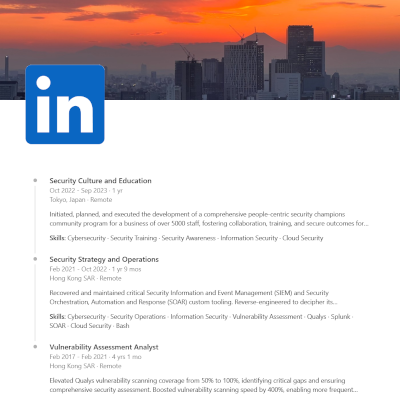 in
Security Culture and Education
Oct 2022 - Sep 2023 · 1 yr
Tokyo, Japan · Remote
Initiated, planned, and executed the development of a comprehensive people-centric security champions
community program for a business of over 5000 staff, fostering collaboration, training, and secure outcomes for...
Skills: Cybersecurity · Security Training · Security Awareness · Information Security · Cloud Security
Security Strategy and Operations
Feb 2021 - Oct 2022 · 1 yr 9 mos
Hong Kong SAR · Remote
Recovered and maintained critical Security Information and Event Management (SIEM) and Security
Orchestration, Automation and Response (SOAR) custom tooling. Reverse-engineered to decipher its...
Skills: Cybersecurity · Security Operations · Information Security · Vulnerability Assessment · Qualys · Splunk ·
SOAR · Cloud Security · Bash
Vulnerability Assessment Analyst
Feb 2017 - Feb 2021 · 4 yrs 1 mo
Hong Kong SAR · Remote
Elevated Qualys vulnerability scanning coverage from 50% to 100%, identifying critical gaps and ensuring
comprehensive security assessment. Boosted vulnerability scanning speed by 400%, enabling more frequent...